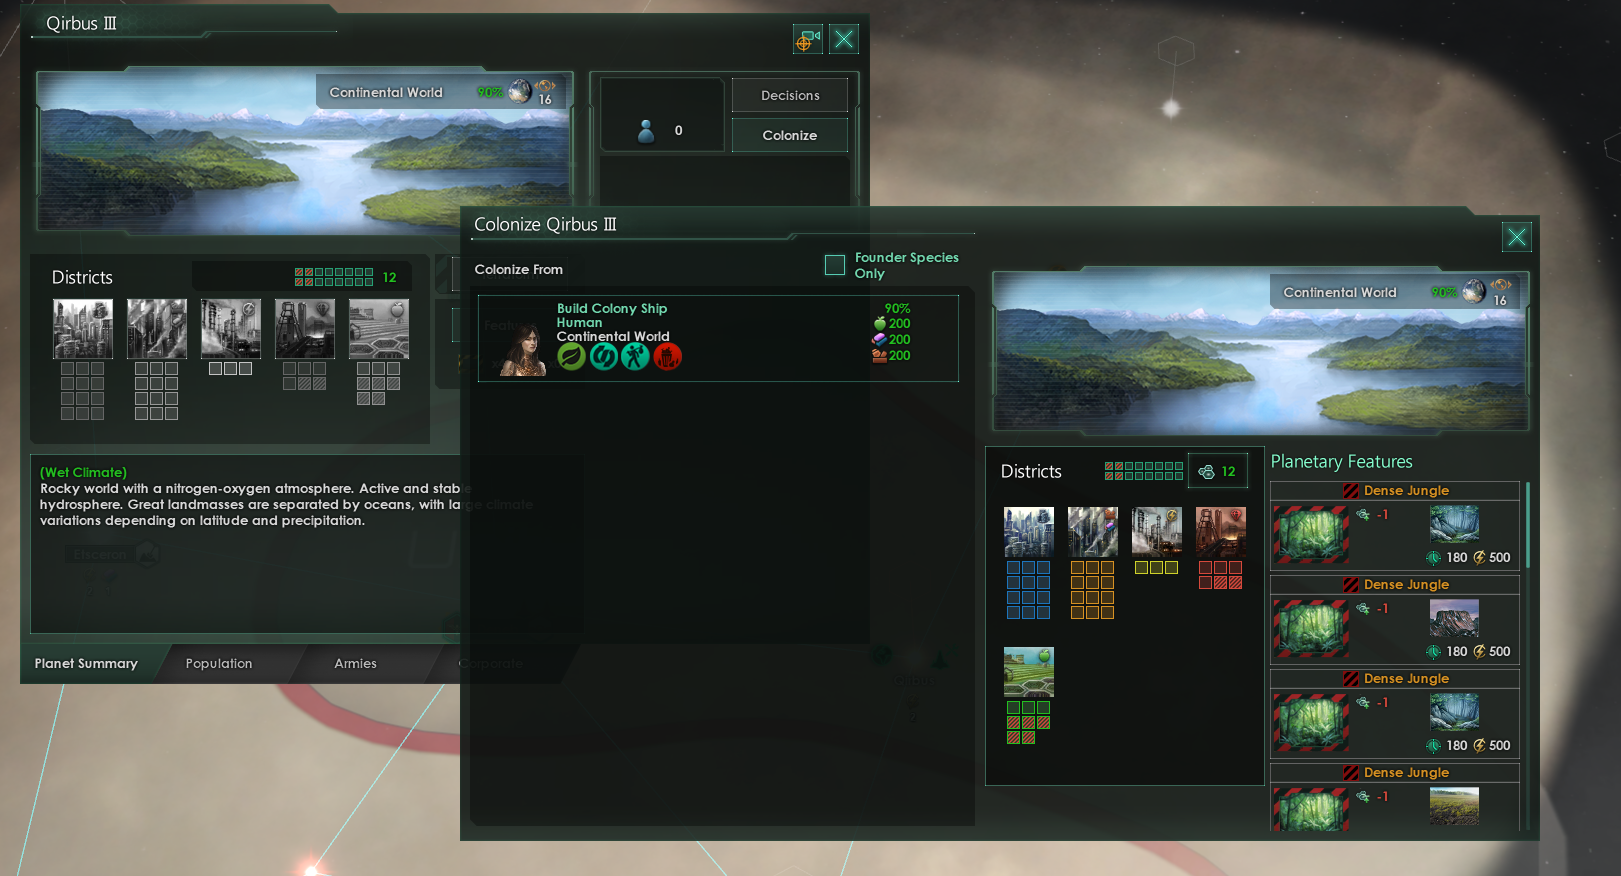 Qirbus III
Continental World
90%
16
Decisions
0
Colonize
Districts
12
(Wet Climate)
Rocky world with a nitrogen-oxygen atmosphere. Active and stable
hydrosphere. Great landmasses are separated by oceans, with large climate
variations depending on latitude and precipitation.
Planet Summary
Population
Armies
Corporate
Colonize Qirbus III
Colonize From
Founder Species
Only
Build Colony Ship
Human
Continental World
90%
200
200
200
Continental World
90%
16
Districts
12
Planetary Features
Dense Jungle
-1
180
500
Dense Jungle
-1
180
500
Dense Jungle
-1
180
500
Dense Jungle
-1